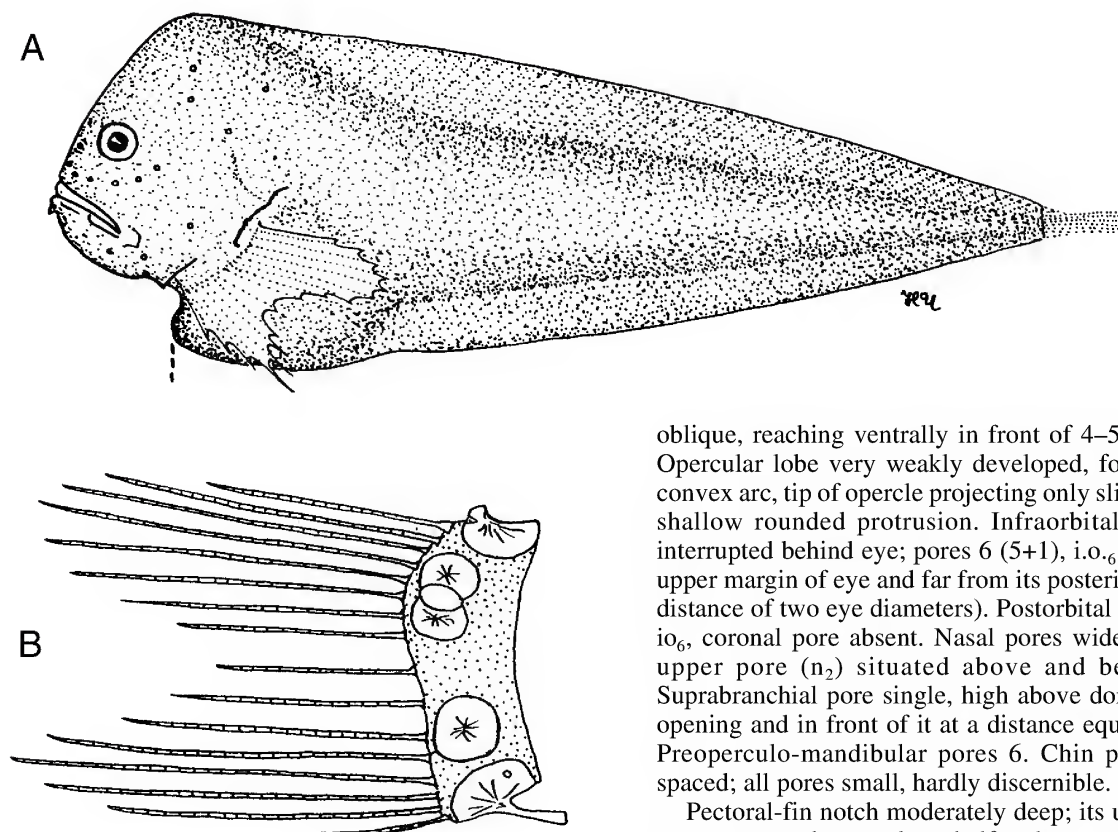 A
B
oblique, reaching ventrally in front of 4–5
Opercular lobe very weakly developed, fo
convex arc, tip of opercle projecting only sli
shallow rounded protrusion. Infraorbital
interrupted behind eye; pores 6 (5+1), i.o.₆
upper margin of eye and far from its posteri
distance of two eye diameters). Postorbital
io₆, coronal pore absent. Nasal pores wide
upper pore (n₂) situated above and be
Suprabranchial pore single, high above do
opening and in front of it at a distance equ
Preoperculo-mandibular pores 6. Chin p
spaced; all pores small, hardly discernible.
Pectoral-fin notch moderately deep; its u